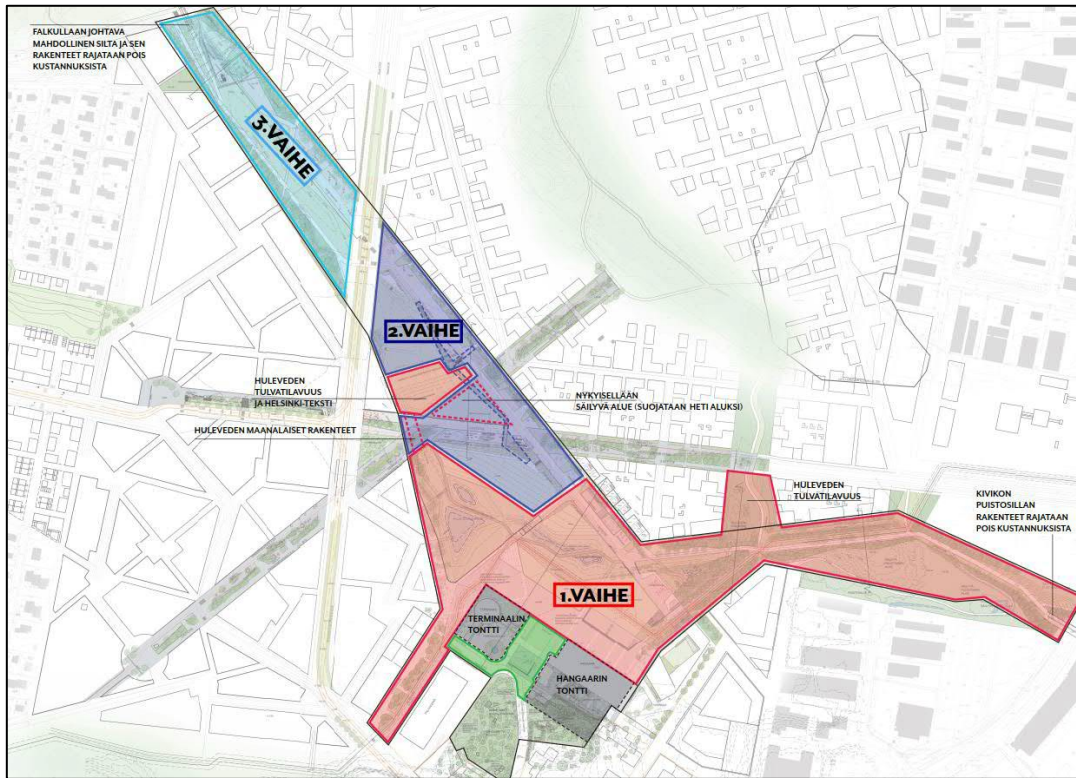 FALKULLAAN JOHTAVA
MAHDOLLINEN SILTA JA SEN
RAKENTEET RAJATAAN POIS
KUSTANNUKSISTA
3.VAIHE
2.VAIHE
HULEVEDEN
TULVATILAVUUS
JA HELSINKI-TEKSTI
NYKYISELLÄÄN
SÄILYVÄ ALUE (SUOJATAAN HETI ALUKSI)
HULEVEDEN MAANALAISET RAKENTEET
HULEVEDEN
TULVATILAVUUS
KIVIKON
PUISTOSILLAN
RAKENTEET RAJATAAN
POIS KUSTANNUKSISTA
1.VAIHE
TERMINAALIN
TONTTI
HANGAARIN
TONTTI